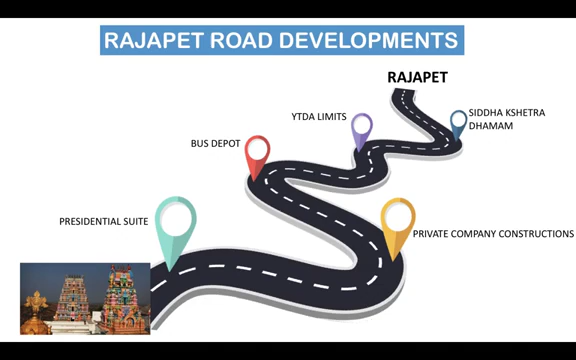 RAJAPET ROAD DEVELOPMENTS
RAJAPET
SIDDHA KSHETRA
DHAMAM
YTDA LIMITS
BUS DEPOT
PRESIDENTIAL SUITE
PRIVATE COMPANY CONSTRUCTIONS